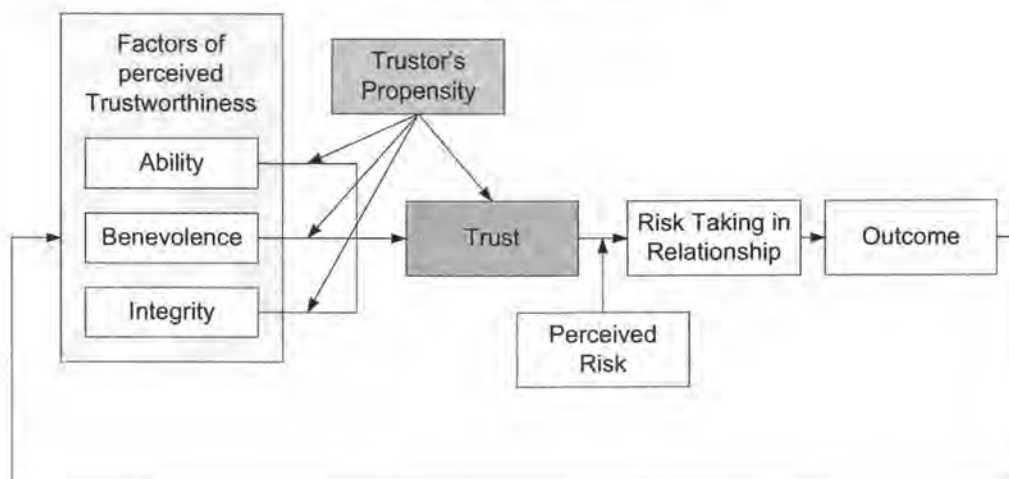 Factors of
perceived
Trustworthiness
Ability
Benevolence
Integrity
Trustor's
Propensity
Trust
Risk Taking in
Relationship
Outcome
Perceived
Risk